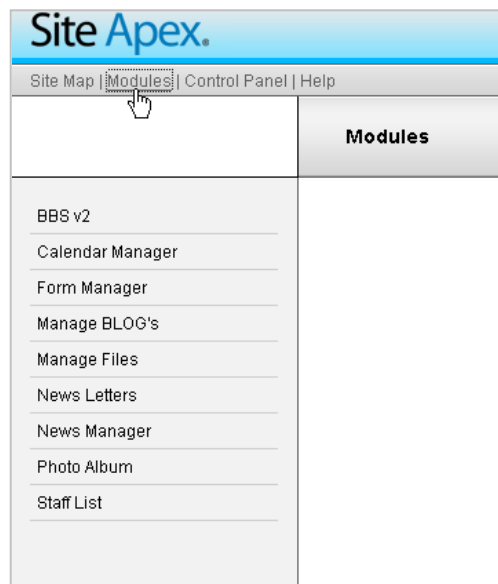 Site Apex®
Site Map | Modules | Control Panel | Help
Modules
BBS v2
Calendar Manager
Form Manager
Manage BLOG's
Manage Files
News Letters
News Manager
Photo Album
Staff List